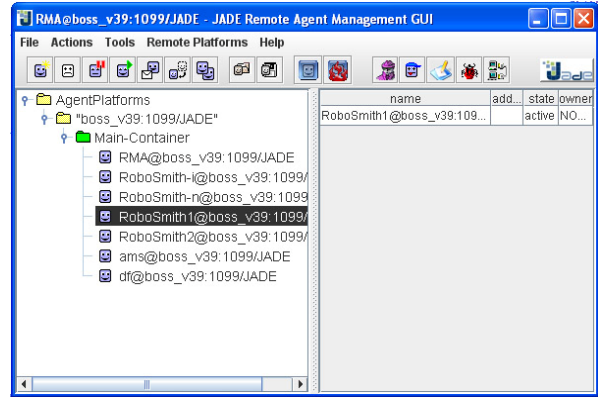 RMA@boss_v39:1099/JADE - JADE Remote Agent Management GUI
File Actions Tools Remote Platforms Help
Jade
AgentPlatforms
"boss_v39:1099/JADE"
Main-Container
RMA@boss_v39:1099/JADE
RoboSmith-i@boss_v39:1099/
RoboSmith-n@boss_v39:1099
RoboSmith1@boss_v39:1099/
RoboSmith2@boss_v39:1099/
ams@boss_v39:1099/JADE
df@boss_v39:1099/JADE
name add... state owner
RoboSmith1@boss_v39:109... active NO...